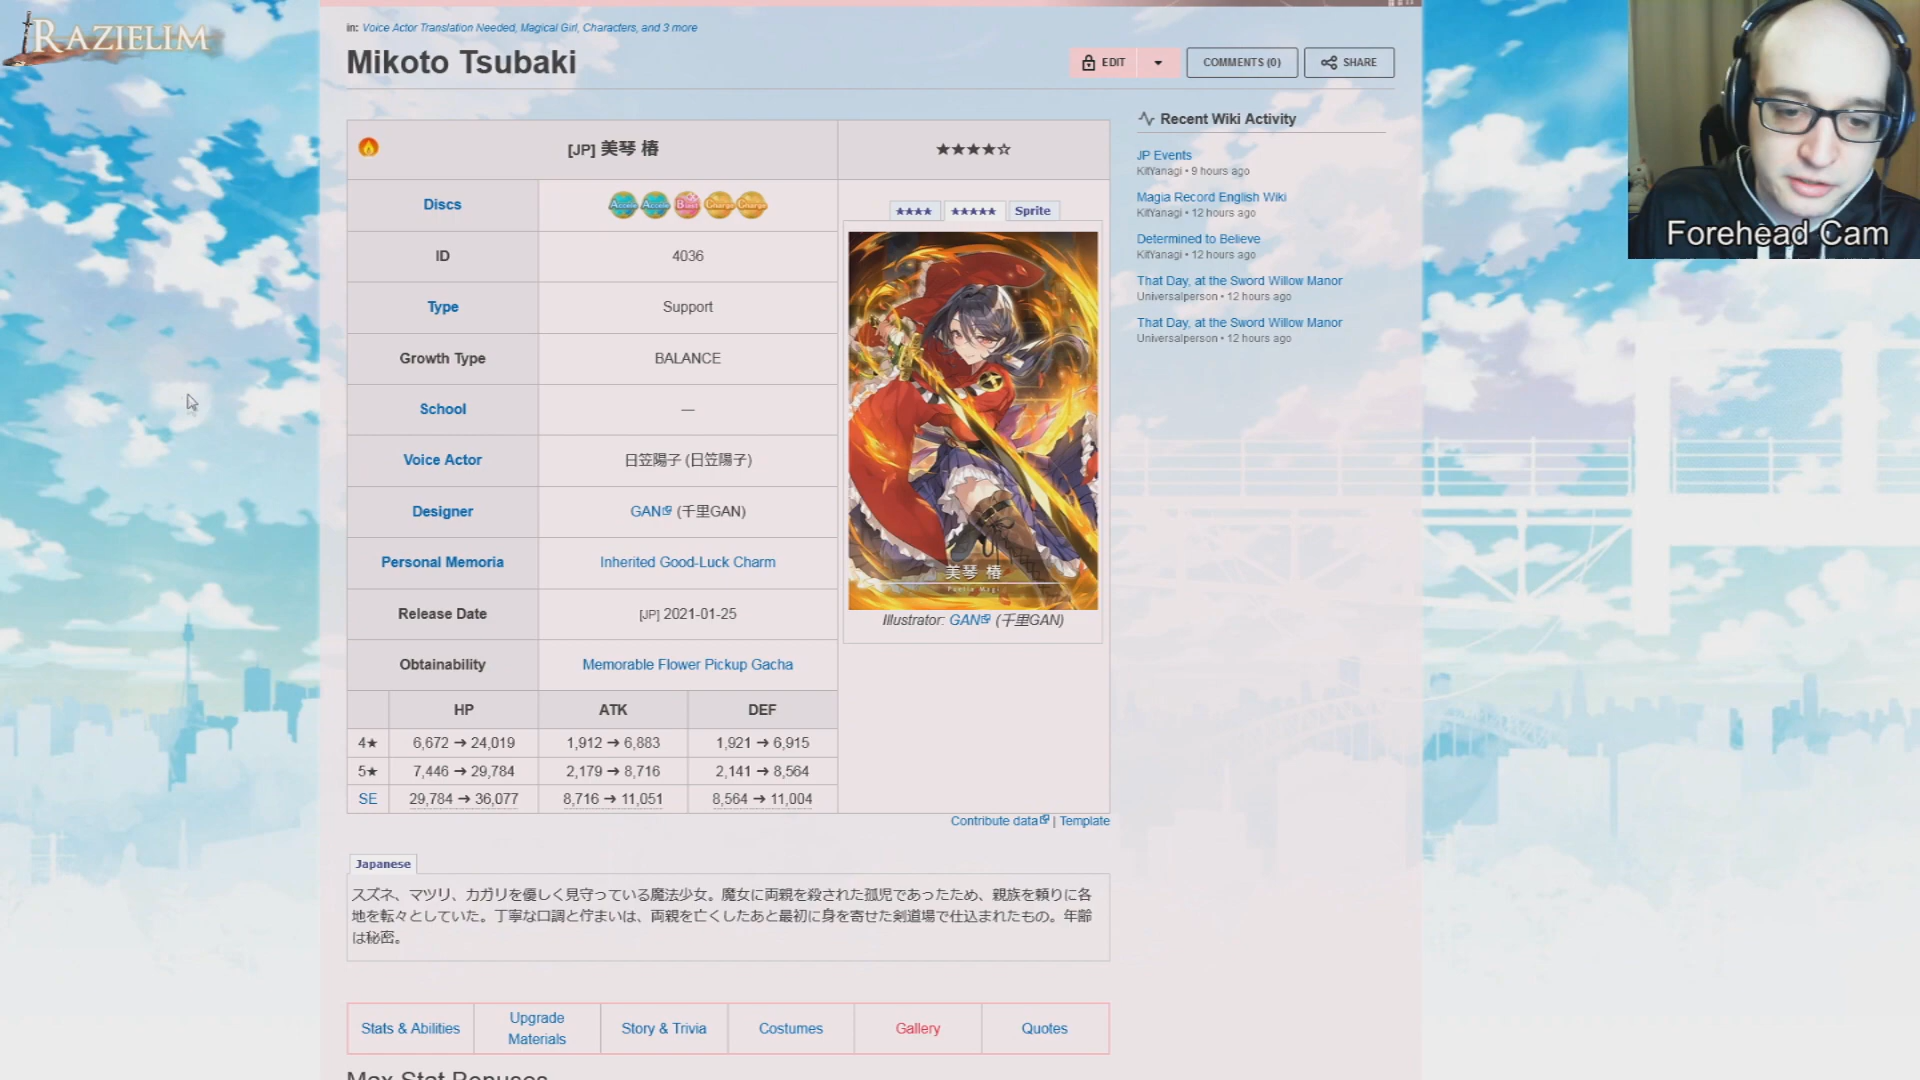 RAZIELIM
in: Voice Actor Translation Needed, Magical Girl, Characters, and 3 more
Mikoto Tsubaki
EDIT
COMMENTS (0)
SHARE
[JP] 美琴 椿
★★★★☆
Discs
Accele Accele Blast Charge Charge
ID
4036
Type
Support
Growth Type
BALANCE
School
—
Voice Actor
日笠陽子 (日笠陽子)
Designer
GAN (千里GAN)
Personal Memoria
Inherited Good-Luck Charm
Release Date
[JP] 2021-01-25
Obtainability
Memorable Flower Pickup Gacha
HP ATK DEF
4★ 6,672 ➔ 24,019 1,912 ➔ 6,883 1,921 ➔ 6,915
5★ 7,446 ➔ 29,784 2,179 ➔ 8,716 2,141 ➔ 8,564
SE 29,784 ➔ 36,077 8,716 ➔ 11,051 8,564 ➔ 11,004
★★★★ ★★★★★ Sprite
美琴 椿
Puella Magi
Illustrator: GAN (千里GAN)
Contribute data | Template
Japanese
スズネ、マツリ、カガリを優しく見守っている魔法少女。魔女に両親を殺された孤児であったため、親族を頼りに各
地を転々としていた。丁寧な口調と佇まいは、両親を亡くしたあと最初に身を寄せた剣道場で仕込まれたもの。年齢
は秘密。
Stats & Abilities
Upgrade
Materials
Story & Trivia
Costumes
Gallery
Quotes
Max Stat Bonuses
Recent Wiki Activity
JP Events
KitYanagi • 9 hours ago
Magia Record English Wiki
KitYanagi • 12 hours ago
Determined to Believe
KitYanagi • 12 hours ago
That Day, at the Sword Willow Manor
Universalperson • 12 hours ago
That Day, at the Sword Willow Manor
Universalperson • 12 hours ago
Forehead Cam